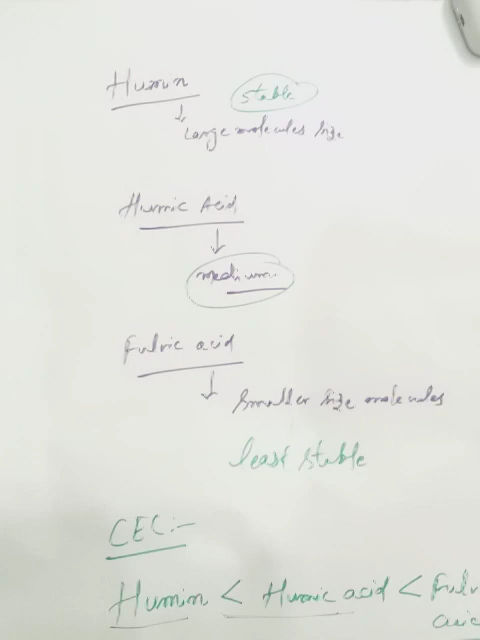 Humin stable
Large molecules size
Humic Acid
medium
Fulvic acid
Smaller size molecules
least stable
CEC:-
Humin < Humic acid < Fulv
acid